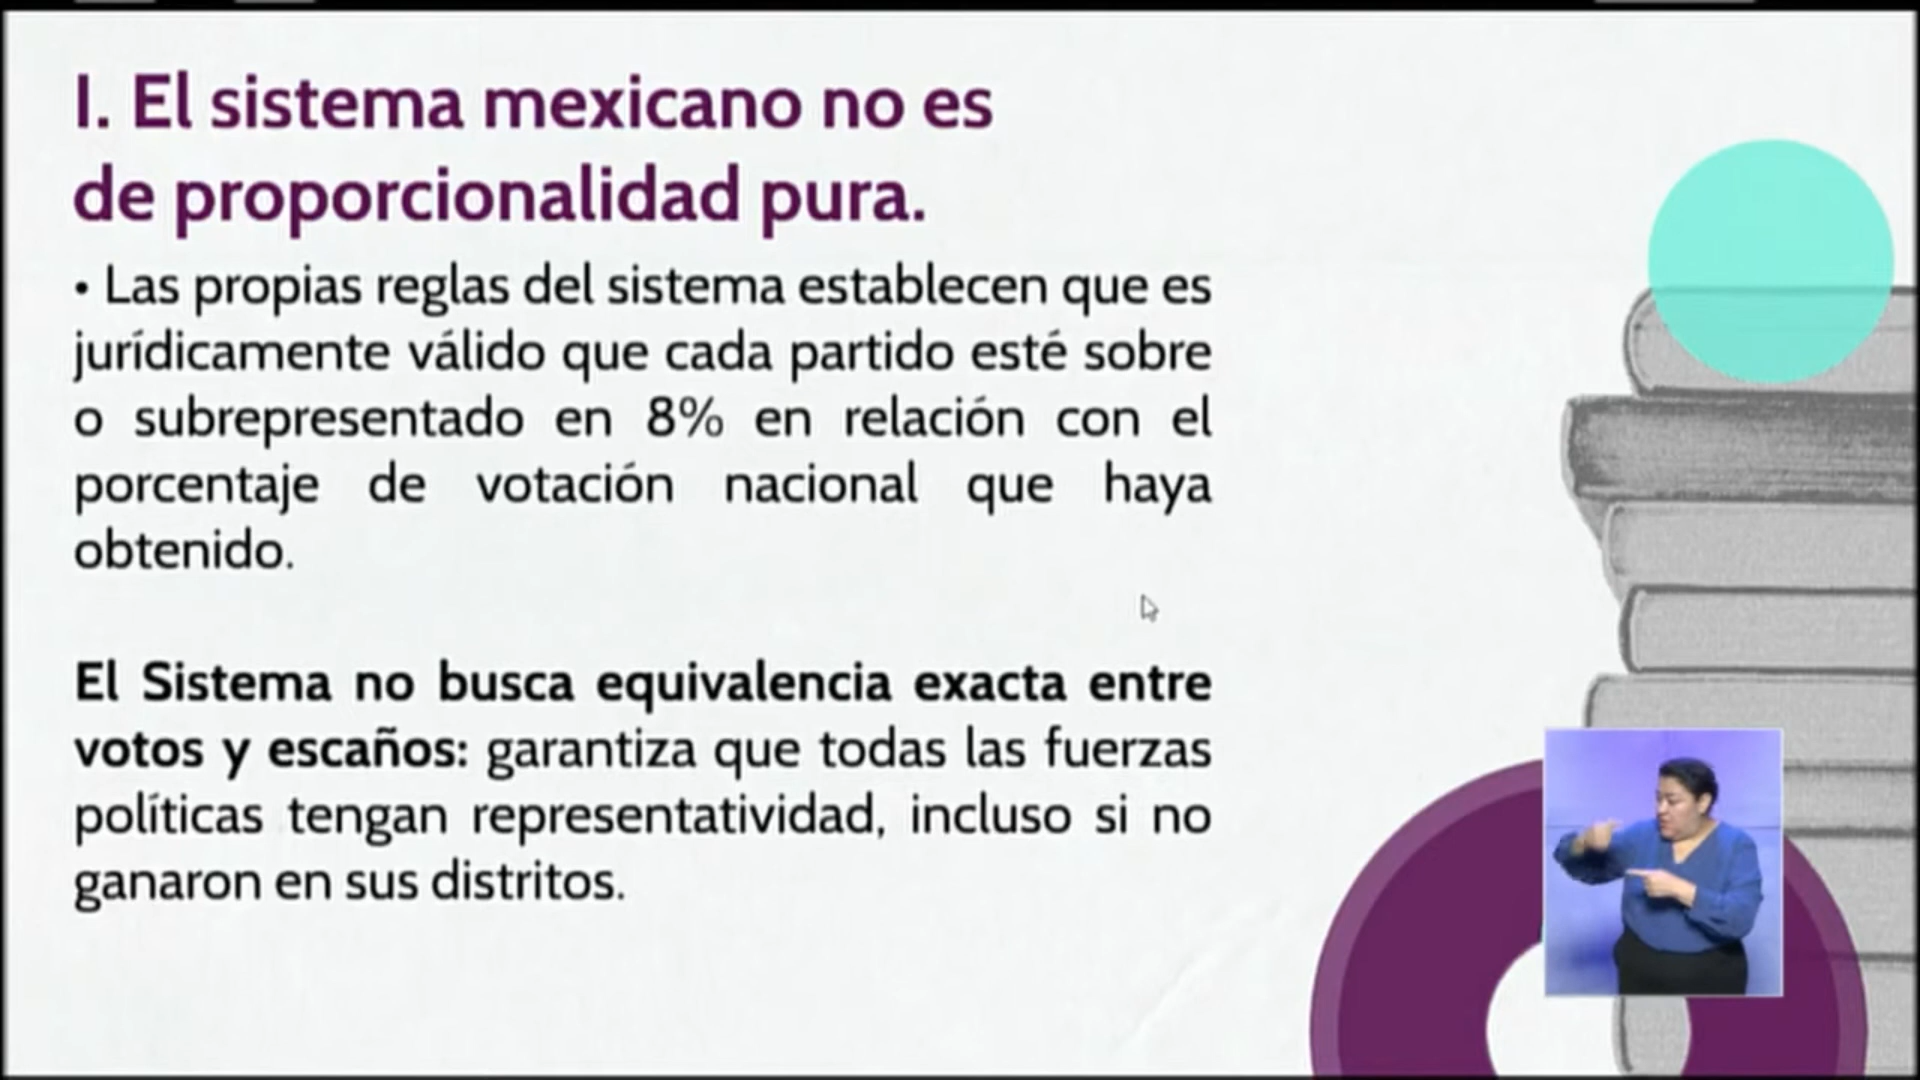 I. El sistema mexicano no es
de proporcionalidad pura.
• Las propias reglas del sistema establecen que es
jurídicamente válido que cada partido esté sobre
o subrepresentado en 8% en relación con el
porcentaje de votación nacional que haya
obtenido.
El Sistema no busca equivalencia exacta entre
votos y escaños: garantiza que todas las fuerzas
políticas tengan representatividad, incluso si no
ganaron en sus distritos.